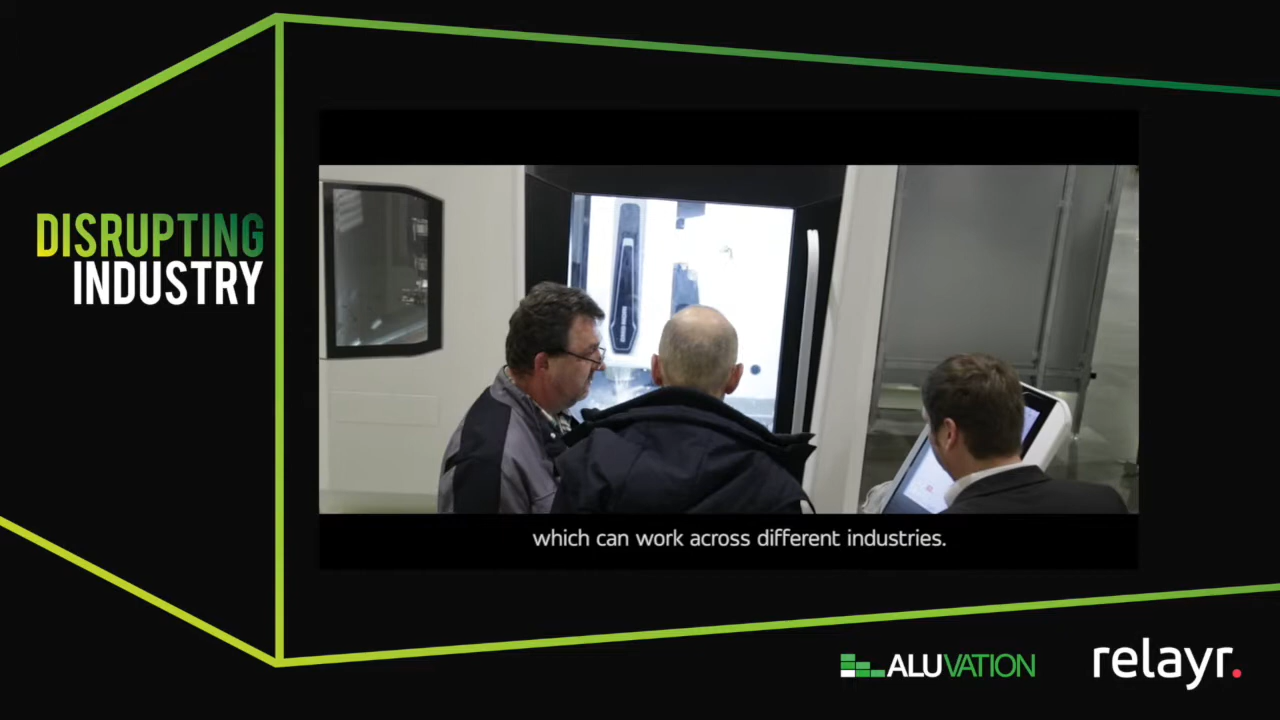 DISRUPTING
INDUSTRY
which can work across different industries.
ALUVATION
relayr.